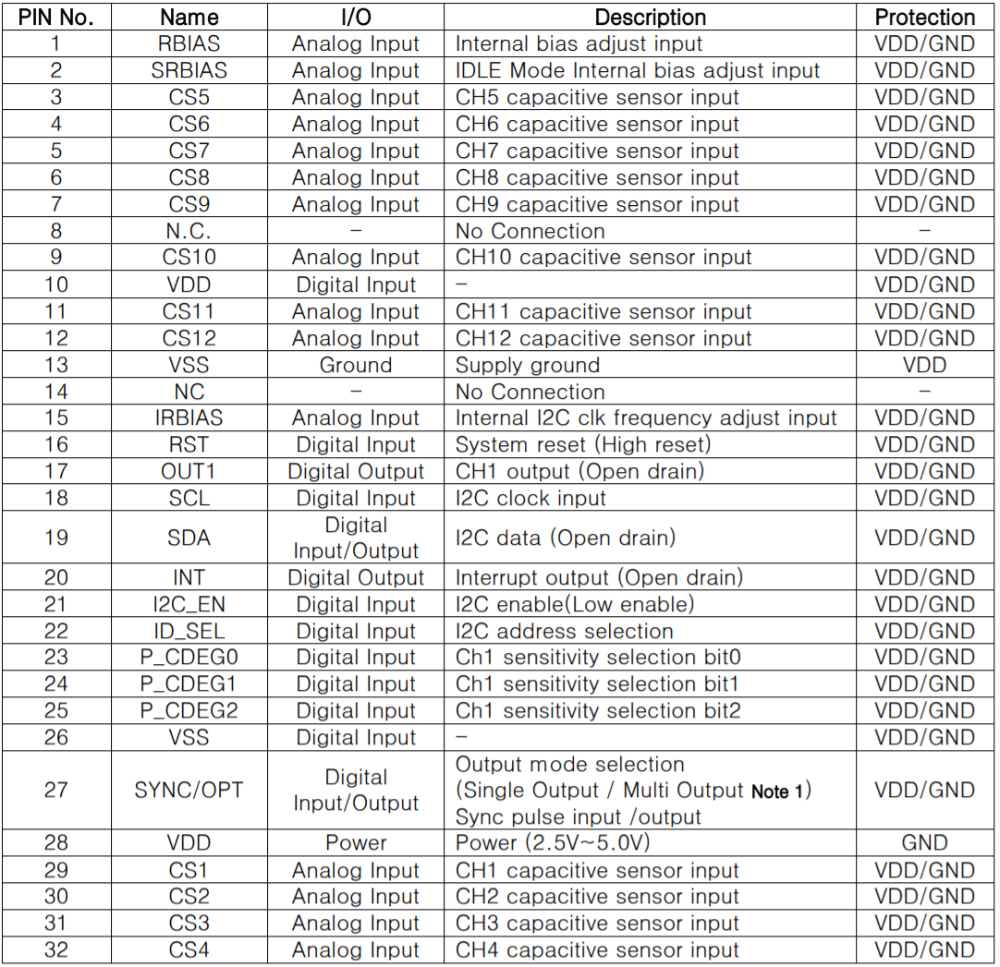 PIN No. Name I/O Description Protection
1 RBIAS Analog Input Internal bias adjust input VDD/GND
2 SRBIAS Analog Input IDLE Mode Internal bias adjust input VDD/GND
3 CS5 Analog Input CH5 capacitive sensor input VDD/GND
4 CS6 Analog Input CH6 capacitive sensor input VDD/GND
5 CS7 Analog Input CH7 capacitive sensor input VDD/GND
6 CS8 Analog Input CH8 capacitive sensor input VDD/GND
7 CS9 Analog Input CH9 capacitive sensor input VDD/GND
8 N.C. – No Connection –
9 CS10 Analog Input CH10 capacitive sensor input VDD/GND
10 VDD Digital Input – VDD/GND
11 CS11 Analog Input CH11 capacitive sensor input VDD/GND
12 CS12 Analog Input CH12 capacitive sensor input VDD/GND
13 VSS Ground Supply ground VDD
14 NC – No Connection –
15 IRBIAS Analog Input Internal I2C clk frequency adjust input VDD/GND
16 RST Digital Input System reset (High reset) VDD/GND
17 OUT1 Digital Output CH1 output (Open drain) VDD/GND
18 SCL Digital Input I2C clock input VDD/GND
19 SDA Digital
Input/Output I2C data (Open drain) VDD/GND
20 INT Digital Output Interrupt output (Open drain) VDD/GND
21 I2C_EN Digital Input I2C enable(Low enable) VDD/GND
22 ID_SEL Digital Input I2C address selection VDD/GND
23 P_CDEG0 Digital Input Ch1 sensitivity selection bit0 VDD/GND
24 P_CDEG1 Digital Input Ch1 sensitivity selection bit1 VDD/GND
25 P_CDEG2 Digital Input Ch1 sensitivity selection bit2 VDD/GND
26 VSS Digital Input – VDD/GND
27 SYNC/OPT Digital
Input/Output Output mode selection
(Single Output / Multi Output Note 1)
Sync pulse input /output VDD/GND
28 VDD Power Power (2.5V~5.0V) GND
29 CS1 Analog Input CH1 capacitive sensor input VDD/GND
30 CS2 Analog Input CH2 capacitive sensor input VDD/GND
31 CS3 Analog Input CH3 capacitive sensor input VDD/GND
32 CS4 Analog Input CH4 capacitive sensor input VDD/GND